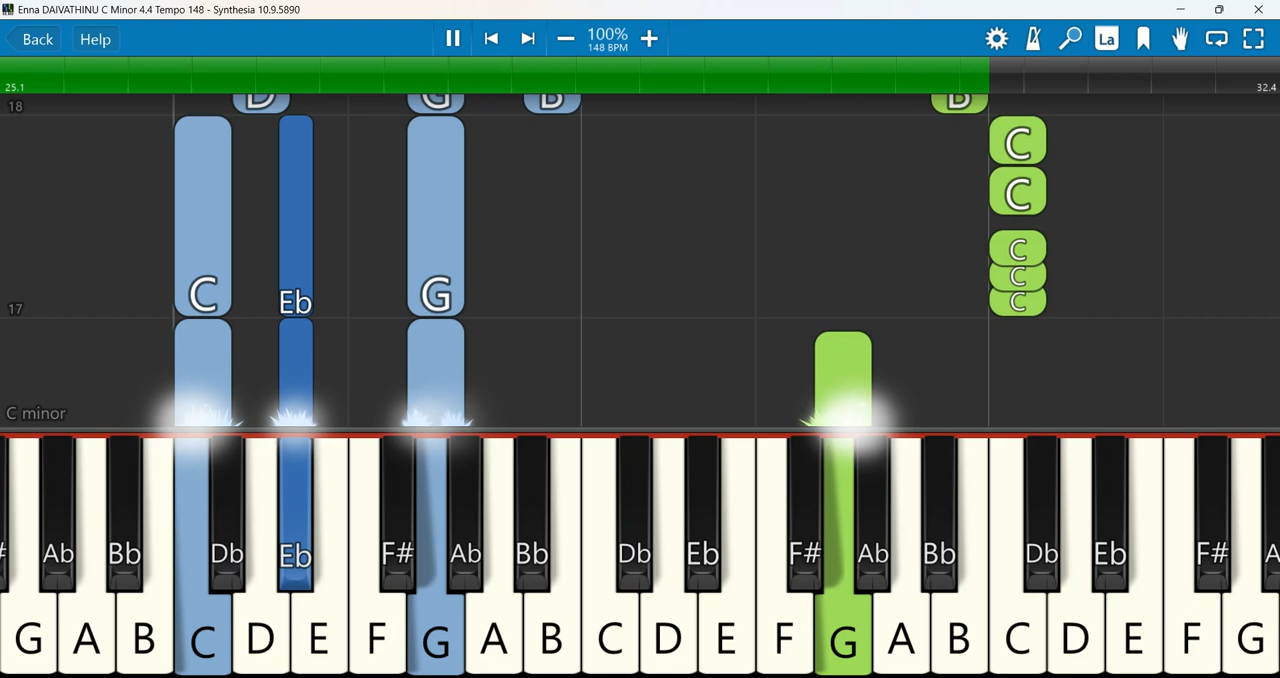 Enna DAIVATHINU C Minor 4.4 Tempo 148 - Synthesia 10.9.5890
Back Help 100% La
148 BPM
25.1 32.4
18 D G B B
C
C
C
C Eb G C
C
17
C minor
Ab Bb Db Eb F# Ab Bb Db Eb F# Ab Bb Db Eb F#
G A B C D E F G A B C D E F G A B C D E F G